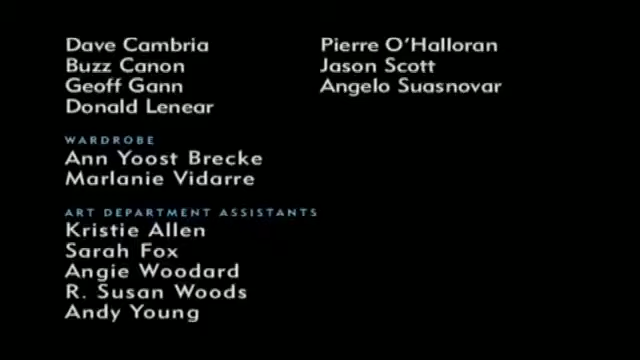 Dave Cambria
Buzz Canon
Geoff Gann
Donald Lenear
Pierre O'Halloran
Jason Scott
Angelo Suasnovar
WARDROBE
Ann Yoost Brecke
Marlanie Vidarre
ART DEPARTMENT ASSISTANTS
Kristie Allen
Sarah Fox
Angie Woodard
R. Susan Woods
Andy Young